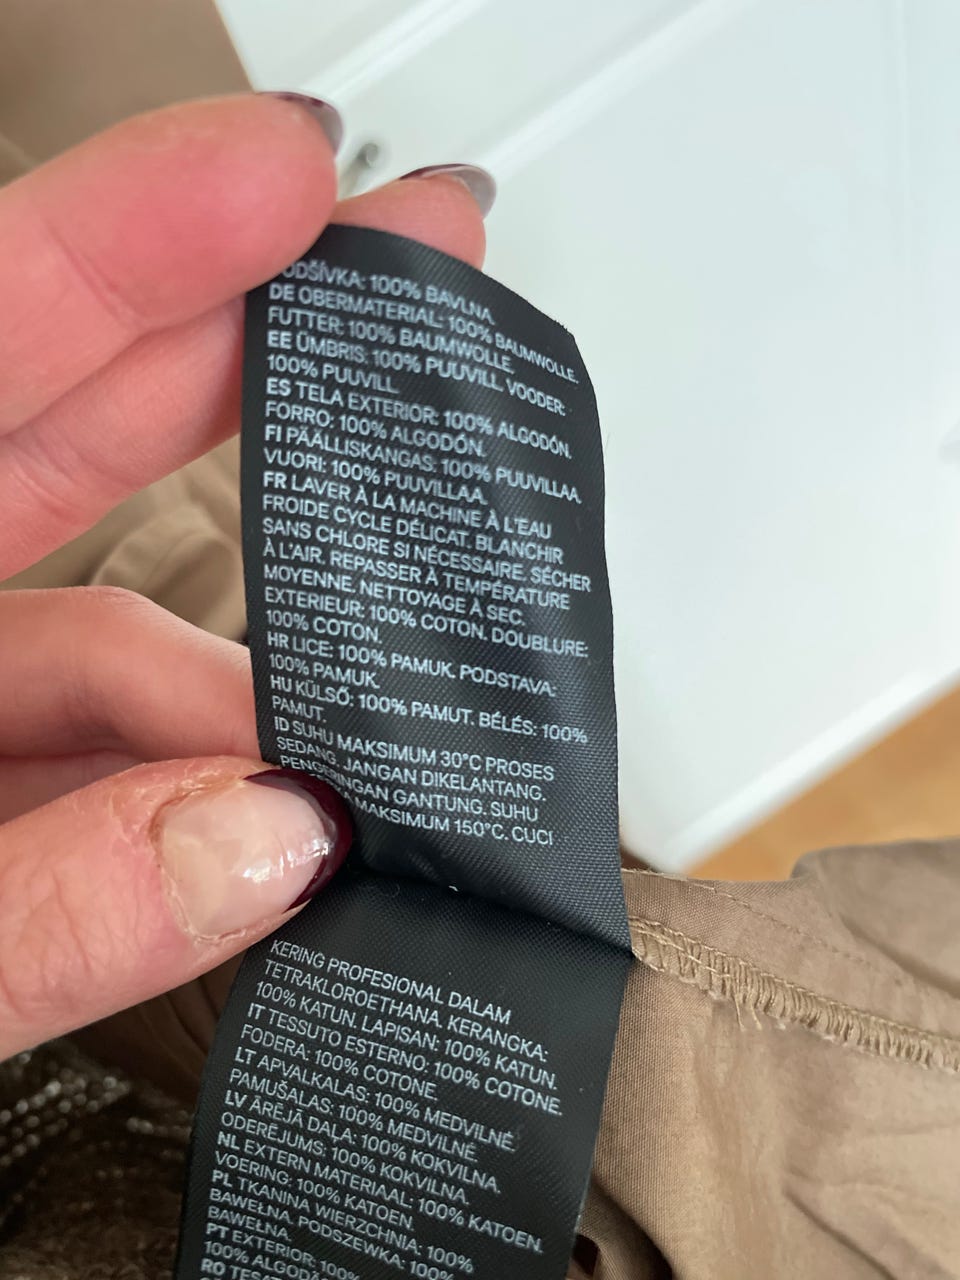 ODŠÍVKA: 100% BAVLNA.
DE OBERMATERIAL: 100% BAUMWOLLE.
FUTTER: 100% BAUMWOLLE.
EE ÜMBRIS: 100% PUUVILL. VOODER:
100% PUUVILL.
ES TELA EXTERIOR: 100% ALGODÓN.
FORRO: 100% ALGODÓN.
FI PÄÄLLISKANGAS: 100% PUUVILLAA.
VUORI: 100% PUUVILLAA.
FR LAVER À LA MACHINE À L'EAU
FROIDE CYCLE DÉLICAT. BLANCHIR
SANS CHLORE SI NÉCESSAIRE. SÉCHER
À L'AIR. REPASSER À TEMPÉRATURE
MOYENNE. NETTOYAGE À SEC.
EXTERIEUR: 100% COTON. DOUBLURE:
100% COTON.
HR LICE: 100% PAMUK. PODSTAVA:
100% PAMUK.
HU KÜLSŐ: 100% PAMUT. BÉLÉS: 100%
PAMUT.
ID SUHU MAKSIMUM 30°C PROSES
SEDANG. JANGAN DIKELANTANG.
PENGERINGAN GANTUNG. SUHU
MAKSIMUM 150°C. CUCI
KERING PROFESIONAL DALAM
TETRAKLOROETHANA. KERANGKA:
100% KATUN. LAPISAN: 100% KATUN.
IT TESSUTO ESTERNO: 100% COTONE.
FODERA: 100% COTONE.
LT APVALKALAS: 100% MEDVILNĖ.
PAMUŠALAS: 100% MEDVILNĖ.
LV ĀRĒJĀ DAĻA: 100% KOKVILNA.
ODERĒJUMS: 100% KOKVILNA.
NL EXTERN MATERIAAL: 100% KATOEN.
VOERING: 100% KATOEN.
PL TKANINA WIERZCHNIA: 100%
BAWEŁNA. PODSZEWKA: 100%
BAWEŁNA.
PT EXTERIOR: 100%
100% ALGODÃO
RO